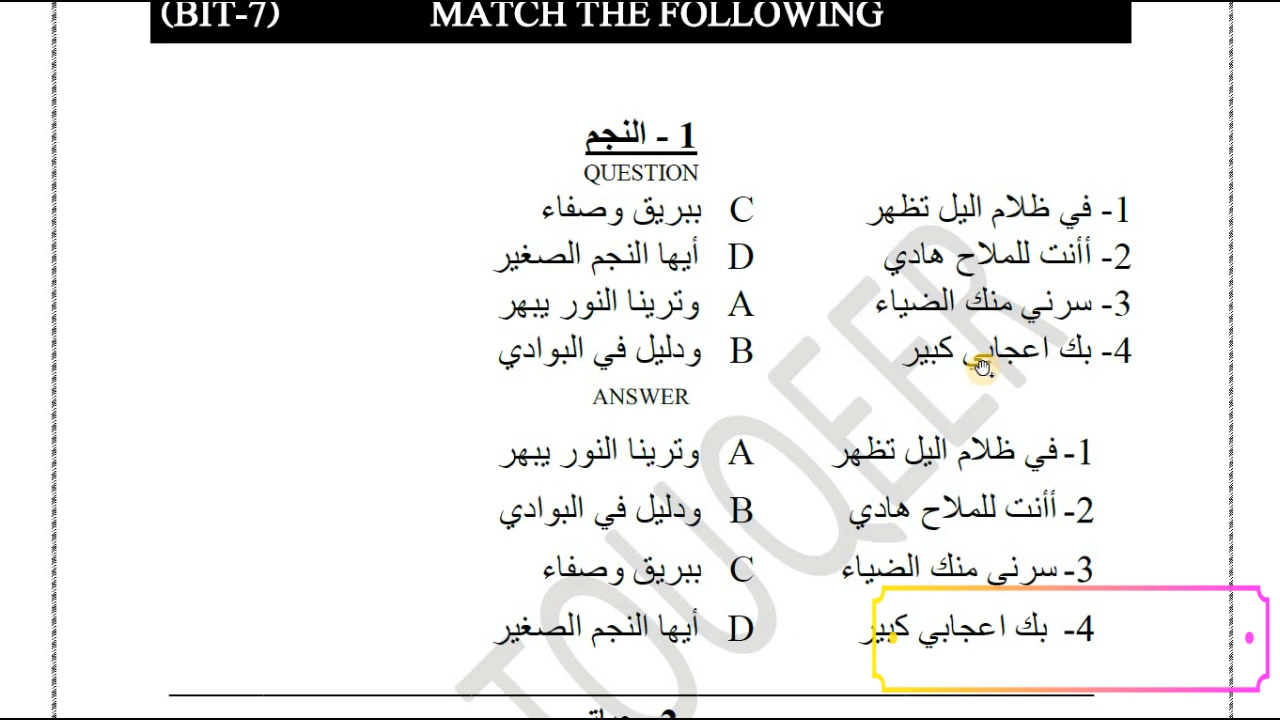 (BIT-7) MATCH THE FOLLOWING
1 - النجم
QUESTION
1- في ظلام اليل تظهر C ببريق وصفاء
2- أأنت للملاح هادي D أيها النجم الصغير
3- سرني منك الضياء A وترينا النور يبهر
4- بك اعجابي كبير B ودليل في البوادي
ANSWER
1- في ظلام اليل تظهر A وترينا النور يبهر
2- أأنت للملاح هادي B ودليل في البوادي
3- سرني منك الضياء C ببريق وصفاء
4- بك اعجابي كبير D أيها النجم الصغير
TOUQEER